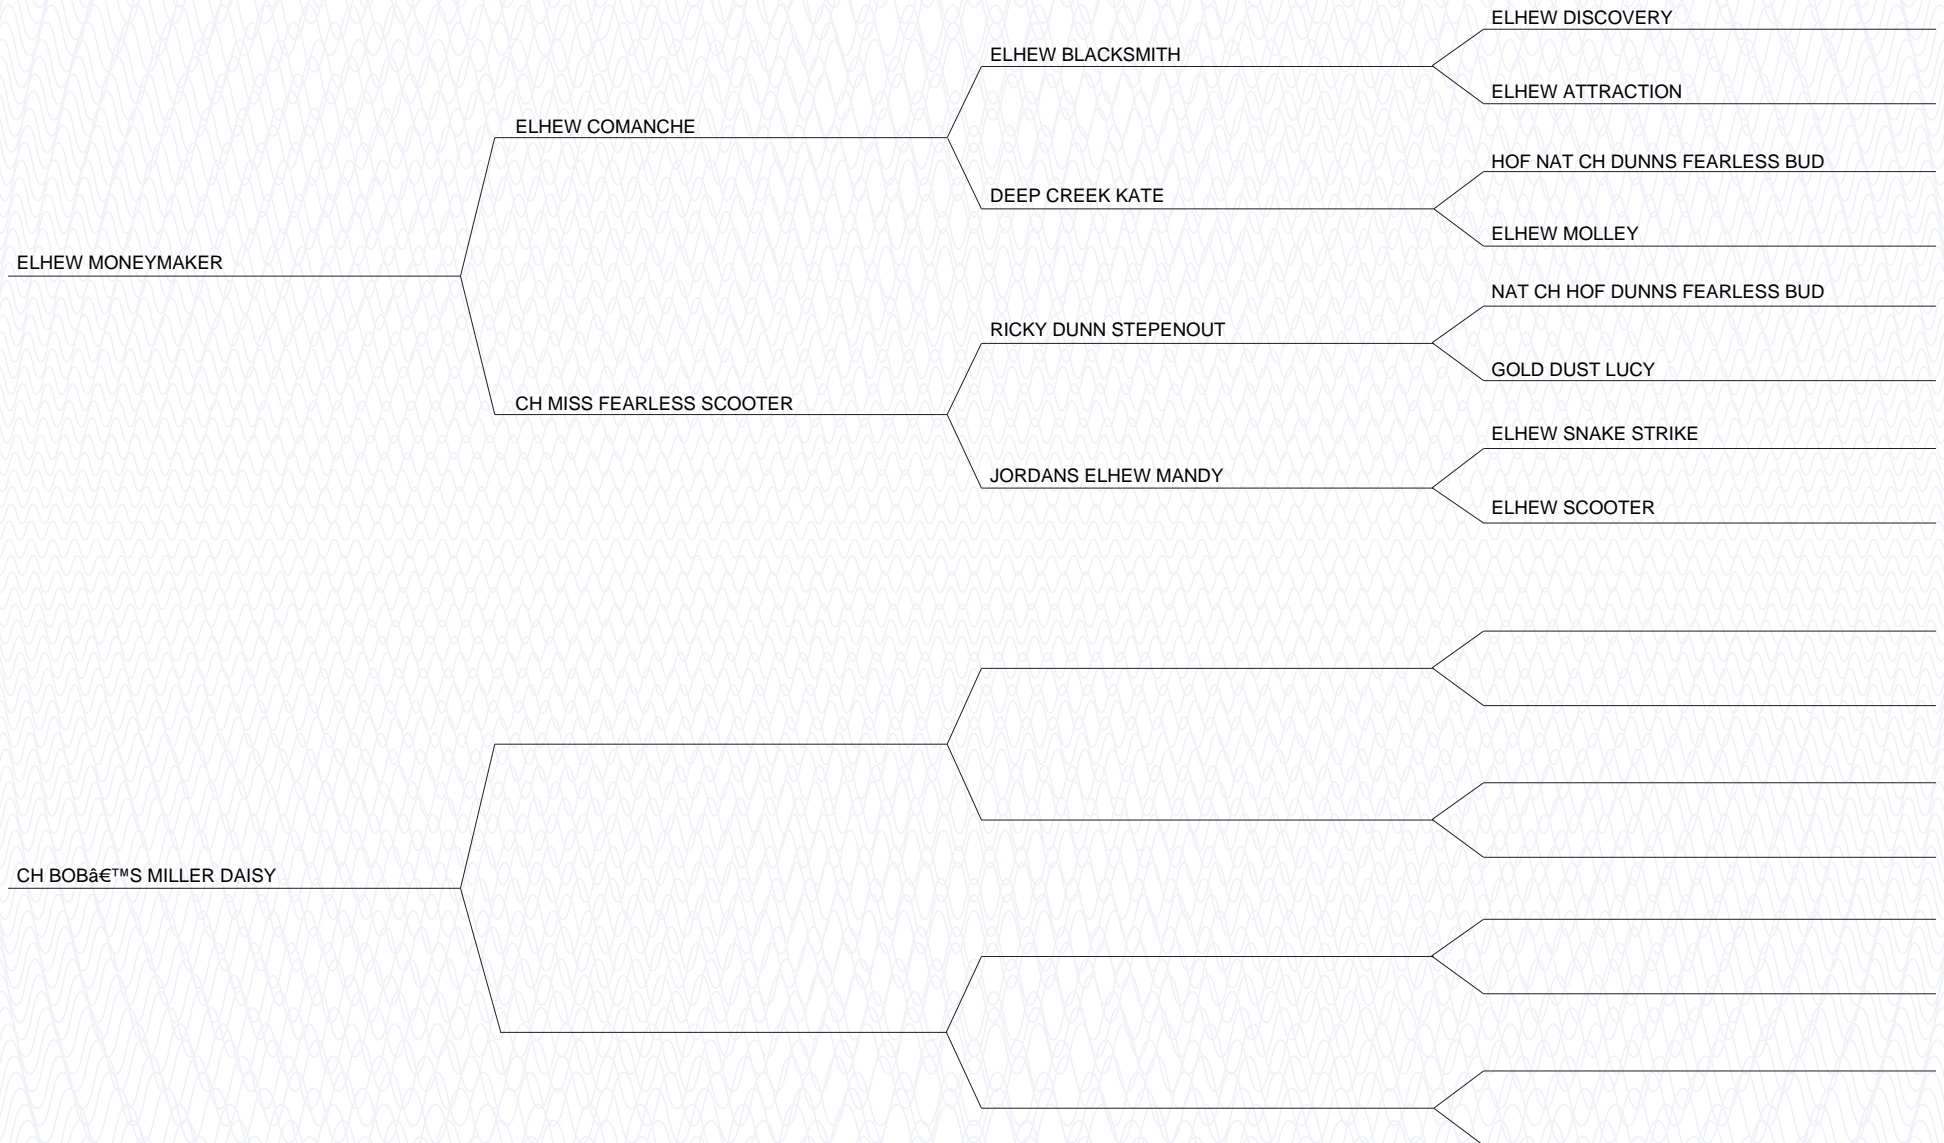 ELHEW DISCOVERY
ELHEW BLACKSMITH
ELHEW ATTRACTION
ELHEW COMANCHE
HOF NAT CH DUNNS FEARLESS BUD
DEEP CREEK KATE
ELHEW MOLLEY
ELHEW MONEYMAKER
NAT CH HOF DUNNS FEARLESS BUD
RICKY DUNN STEPENOUT
GOLD DUST LUCY
CH MISS FEARLESS SCOOTER
ELHEW SNAKE STRIKE
JORDANS ELHEW MANDY
ELHEW SCOOTER
CH BOB’S MILLER DAISY